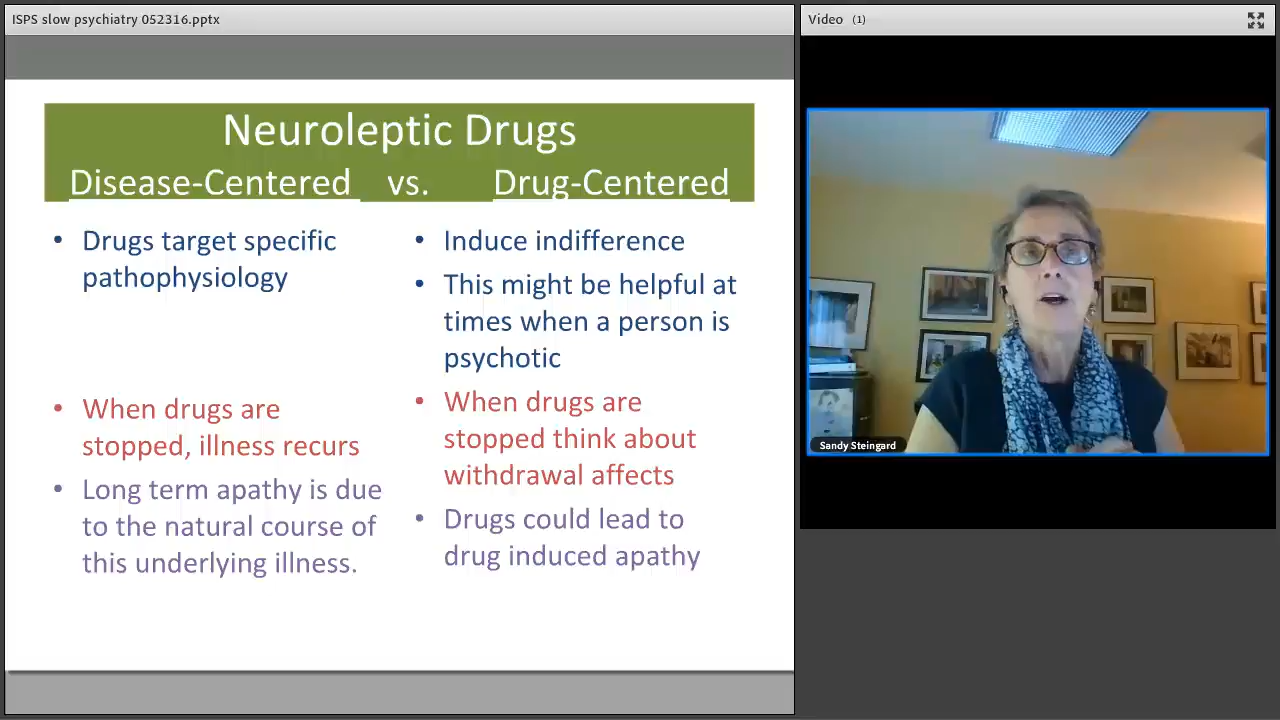 ISPS slow psychiatry 052316.pptx
Neuroleptic Drugs
Disease-Centered vs. Drug-Centered
• Drugs target specific
pathophysiology
• When drugs are
stopped, illness recurs
• Long term apathy is due
to the natural course of
this underlying illness.
• Induce indifference
• This might be helpful at
times when a person is
psychotic
• When drugs are
stopped think about
withdrawal affects
• Drugs could lead to
drug induced apathy
Video (1)
Sandy Steingard